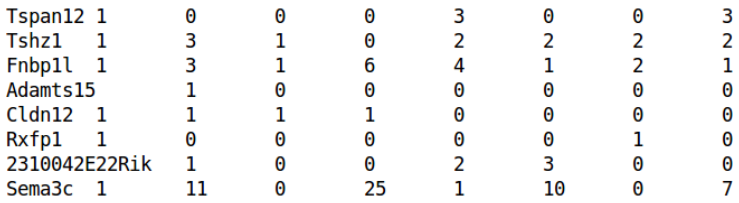 Tspan12 1 0 0 0 3 0 0 3
Tshz1 1 3 1 0 2 2 2 2
Fnbp1l 1 3 1 6 4 1 2 1
Adamts15 1 0 0 0 0 0 0
Cldn12 1 1 1 1 0 0 0 0
Rxfp1 1 0 0 0 0 0 1 0
2310042E22Rik 1 0 0 2 3 0 0
Sema3c 1 11 0 25 1 10 0 7